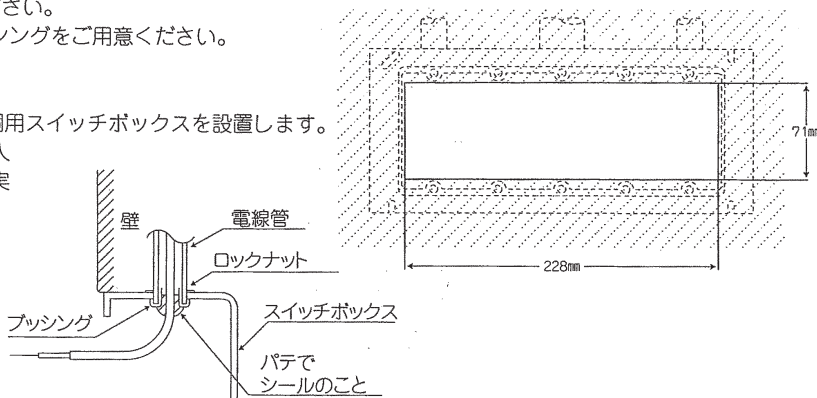 さい。
シングをご用意ください。
用スイッチボックスを設置します。
71㎜
228㎜
壁
電線管
ロックナット
ブッシング
スイッチボックス
パテで
シールのこと